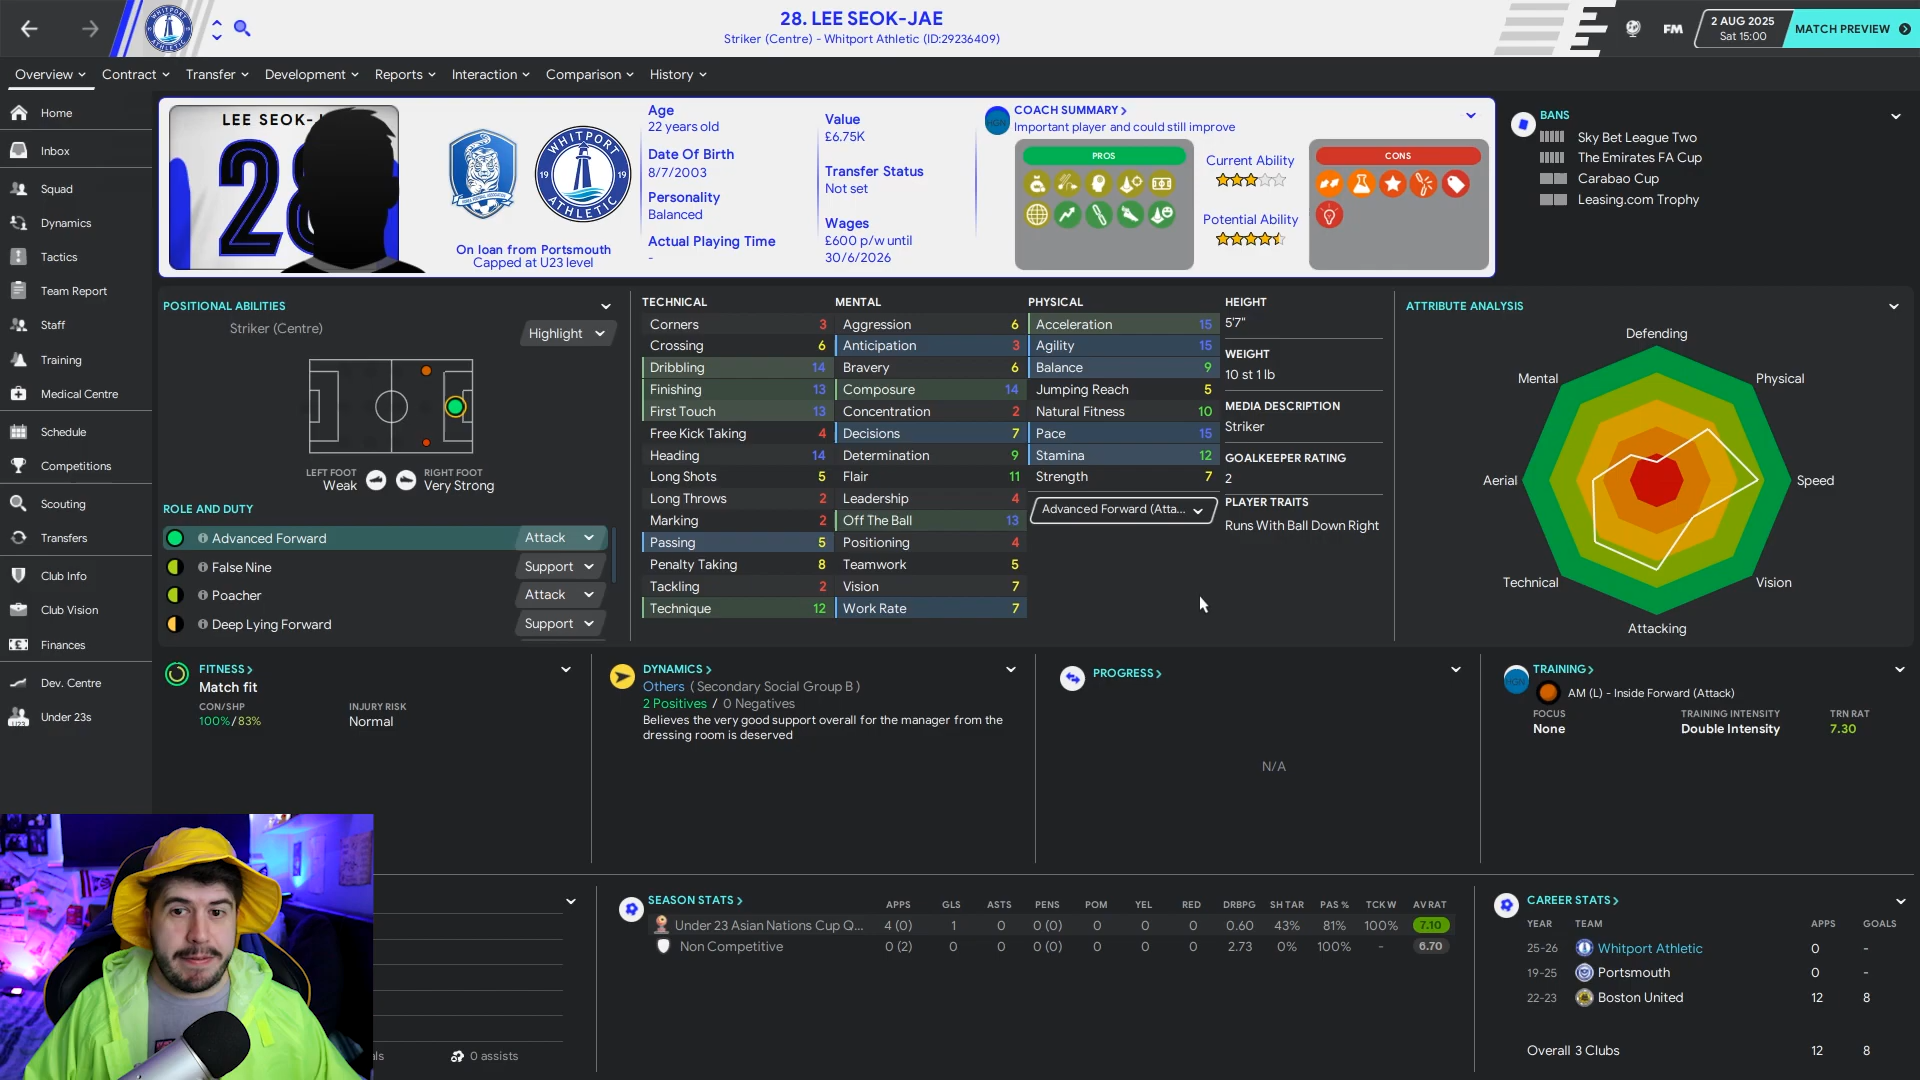 28. LEE SEOK-JAE
Striker (Centre) - Whitport Athletic (ID:29236409)
FM
2 AUG 2025
Sat 15:00
MATCH PREVIEW
Overview
Contract
Transfer
Development
Reports
Interaction
Comparison
History
Home
Inbox
Squad
Dynamics
Tactics
Team Report
Staff
Training
Medical Centre
Schedule
Competitions
Scouting
Transfers
Club Info
Club Vision
Finances
Dev. Centre
Under 23s
LEE SEOK-J
28
WHITPORT
19 19
ATHLETIC
On loan from Portsmouth
Capped at U23 level
Age
22 years old
Date Of Birth
8/7/2003
Personality
Balanced
Actual Playing Time
-
Value
£6.75K
Transfer Status
Not set
Wages
£600 p/w until
30/6/2026
HGN
COACH SUMMARY
Important player and could still improve
PROS
Current Ability
Potential Ability
CONS
BANS
Sky Bet League Two
The Emirates FA Cup
Carabao Cup
Leasing.com Trophy
POSITIONAL ABILITIES
Striker (Centre)
Highlight
LEFT FOOT
Weak
RIGHT FOOT
Very Strong
ROLE AND DUTY
Advanced Forward Attack
False Nine Support
Poacher Attack
Deep Lying Forward Support
TECHNICAL
Corners 3
Crossing 6
Dribbling 14
Finishing 13
First Touch 13
Free Kick Taking 4
Heading 14
Long Shots 5
Long Throws 2
Marking 2
Passing 5
Penalty Taking 8
Tackling 2
Technique 12
MENTAL
Aggression 6
Anticipation 3
Bravery 6
Composure 14
Concentration 2
Decisions 7
Determination 9
Flair 11
Leadership 4
Off The Ball 13
Positioning 4
Teamwork 5
Vision 7
Work Rate 7
PHYSICAL
Acceleration 15
Agility 15
Balance 9
Jumping Reach 5
Natural Fitness 10
Pace 15
Stamina 12
Strength 7
Advanced Forward (Atta...
HEIGHT
5'7"
WEIGHT
10 st 1 lb
MEDIA DESCRIPTION
Striker
GOALKEEPER RATING
2
PLAYER TRAITS
Runs With Ball Down Right
ATTRIBUTE ANALYSIS
Defending
Mental
Physical
Aerial
Speed
Technical
Vision
Attacking
FITNESS
Match fit
CON/SHP
100%/83%
INJURY RISK
Normal
DYNAMICS
Others ( Secondary Social Group B )
2 Positives / 0 Negatives
Believes the very good support overall for the manager from the
dressing room is deserved
PROGRESS
N/A
HGN
TRAINING
AM (L) - Inside Forward (Attack)
FOCUS
None
TRAINING INTENSITY
Double Intensity
TRN RAT
7.30
als
0 assists
SEASON STATS APPS GLS ASTS PENS POM YEL RED DRBPG SH TAR PAS % TCK W AV RAT
Under 23 Asian Nations Cup Q... 4 (0) 1 0 0 (0) 0 0 0 0.60 43% 81% 100% 7.10
Non Competitive 0 (2) 0 0 0 (0) 0 0 0 2.73 0% 100% - 6.70
CAREER STATS
YEAR TEAM APPS GOALS
25-26 Whitport Athletic 0 -
19-25 Portsmouth 0 -
22-23 Boston United 12 8
Overall 3 Clubs 12 8